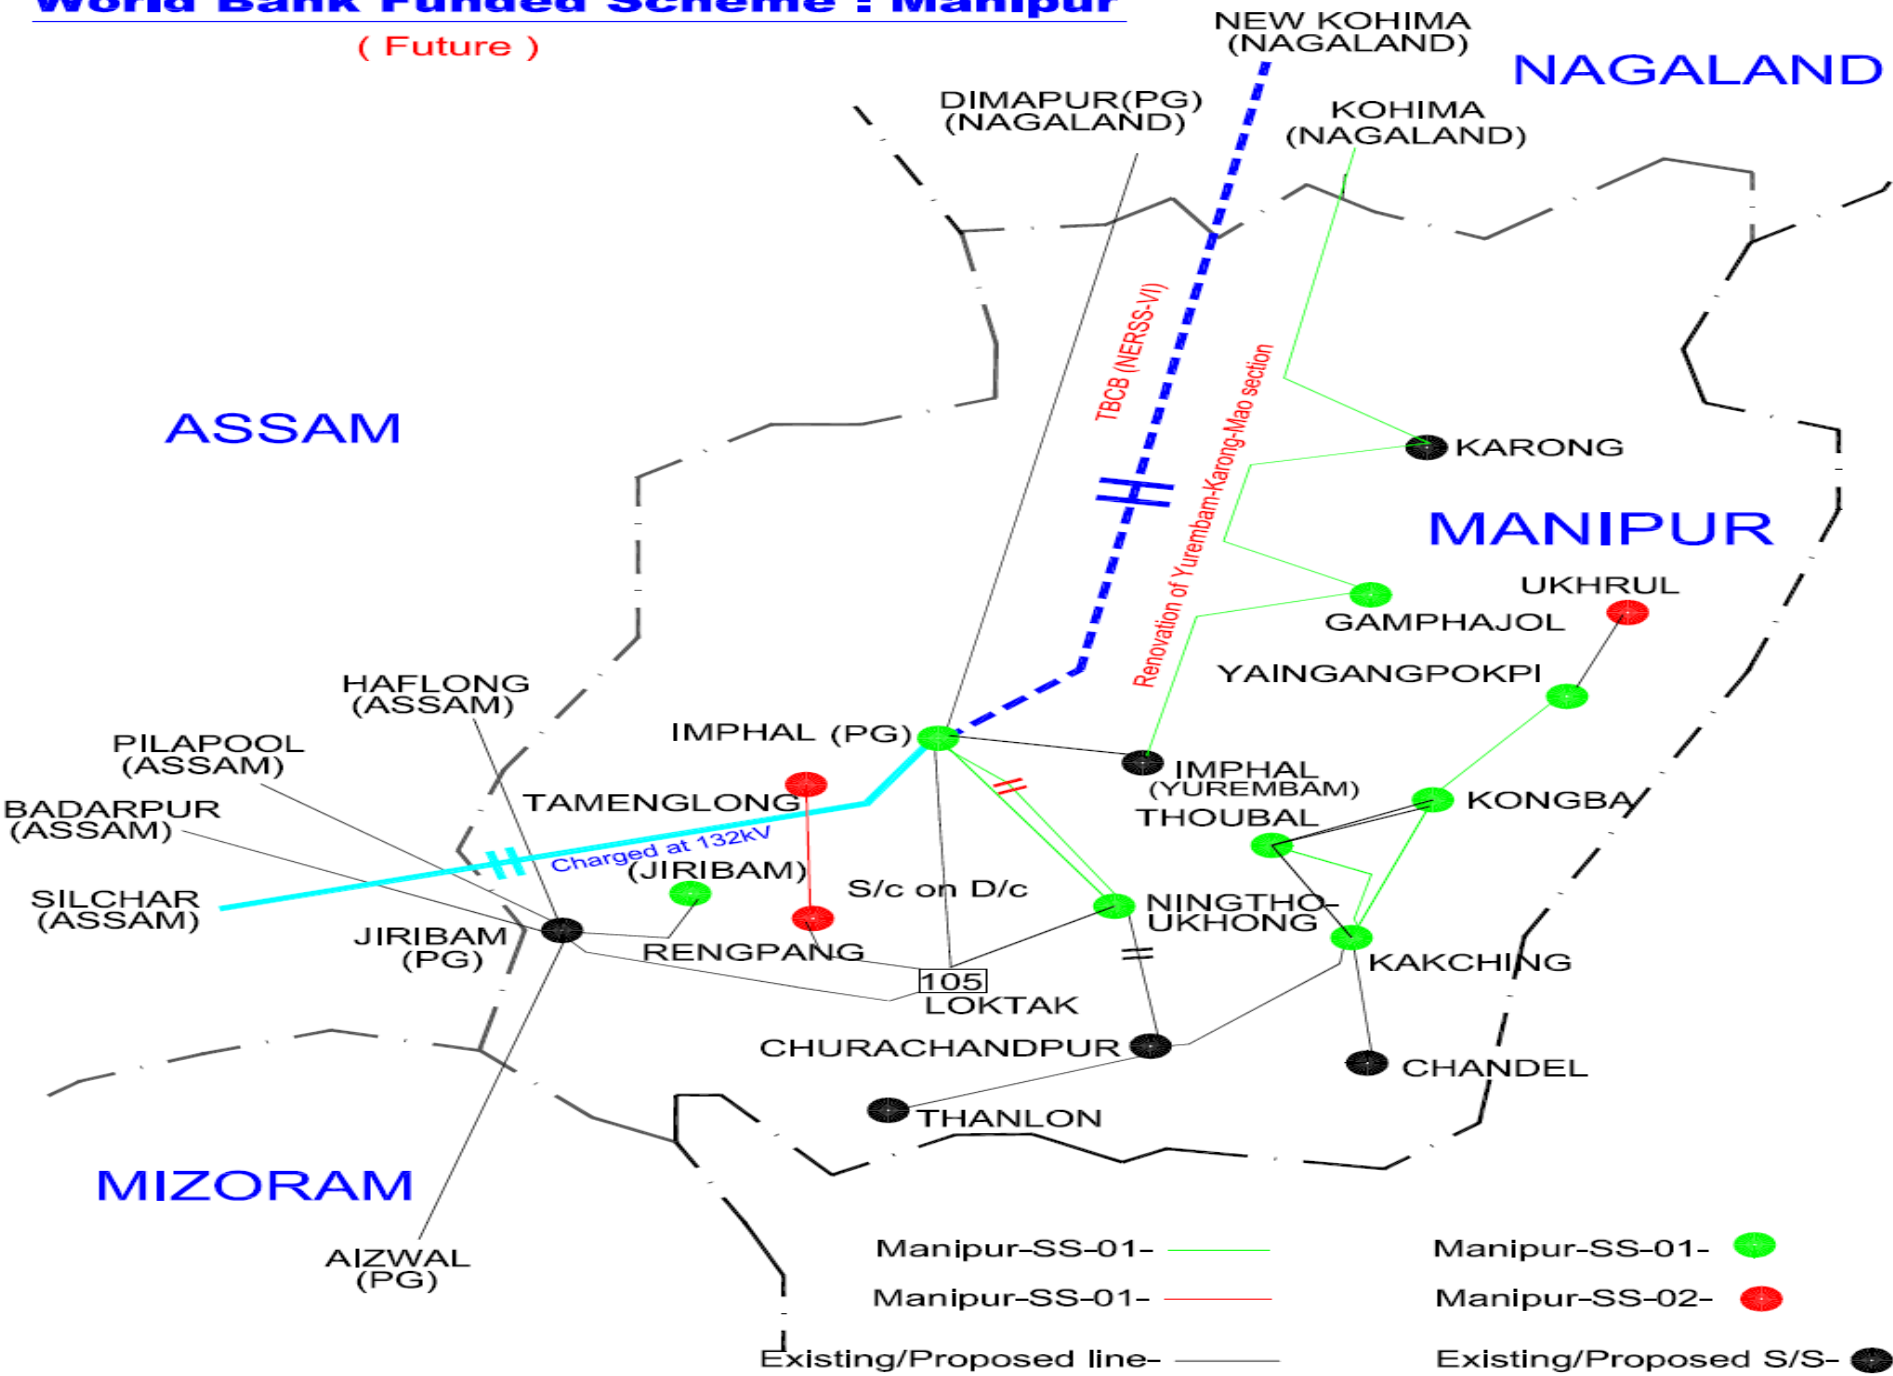 World Bank Funded Scheme : Manipur
( Future )
NEW KOHIMA
(NAGALAND)
NAGALAND
DIMAPUR(PG)
(NAGALAND)
KOHIMA
(NAGALAND)
TBCB (NERSS-VI)
Renovation of Yurembam-Karong-Mao section
ASSAM
KARONG
MANIPUR
UKHRUL
GAMPHAJOL
YAINGANGPOKPI
HAFLONG
(ASSAM)
PILAPOOL
(ASSAM)
IMPHAL (PG)
IMPHAL
(YUREMBAM)
TAMENGLONG
BADARPUR
(ASSAM)
THOUBAL
KONGBA
Charged at 132kV
(JIRIBAM)
S/c on D/c
SILCHAR
(ASSAM)
NINGTHO-
UKHONG
JIRIBAM
(PG)
RENGPANG
KAKCHING
105
LOKTAK
CHURACHANDPUR
CHANDEL
THANLON
MIZORAM
AIZWAL
(PG)
Manipur-SS-01-
Manipur-SS-01-
Manipur-SS-01-
Manipur-SS-02-
Existing/Proposed line-
Existing/Proposed S/S-